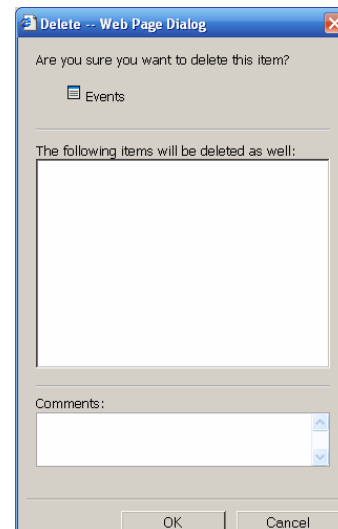 Delete -- Web Page Dialog
Are you sure you want to delete this item?
Events
The following items will be deleted as well:
Comments:
OK
Cancel